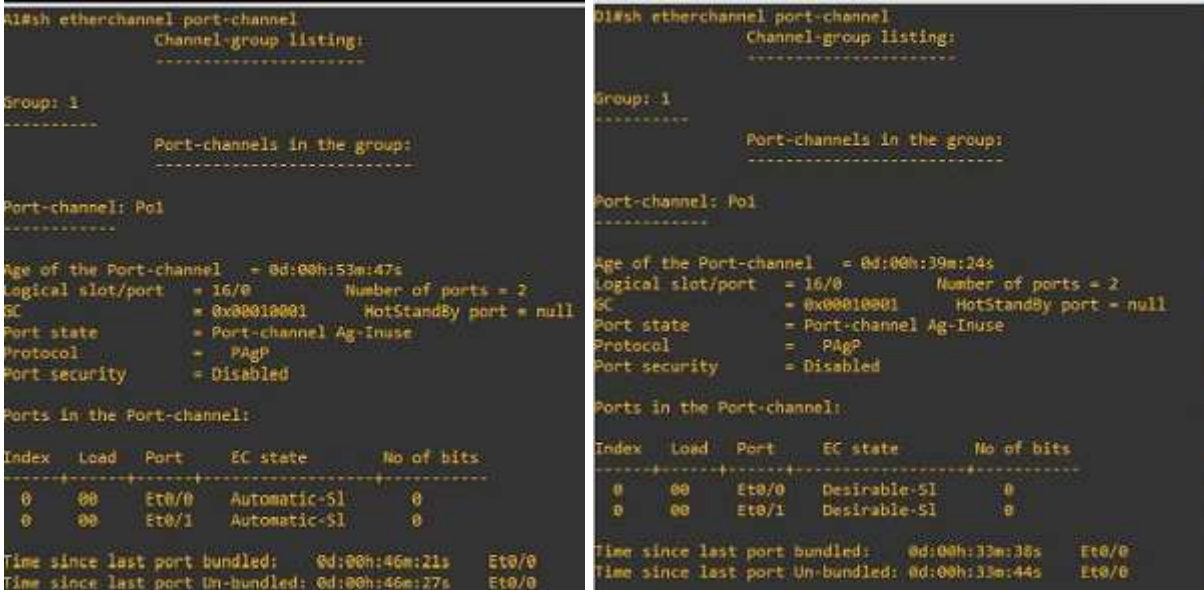 A1#sh etherchannel port-channel
Channel-group listing:
----------------------
Group: 1
----------
Port-channels in the group:
---------------------------
Port-channel: Po1
------------
Age of the Port-channel = 0d:00h:53m:47s
Logical slot/port = 16/0 Number of ports = 2
GC = 0x00010001 HotStandBy port = null
Port state = Port-channel Ag-Inuse
Protocol = PAgP
Port security = Disabled
Ports in the Port-channel:
Index Load Port EC state No of bits
------+------+------+------------------+-----------
0 00 Et0/0 Automatic-Sl 0
0 00 Et0/1 Automatic-Sl 0
Time since last port bundled: 0d:00h:46m:21s Et0/0
Time since last port Un-bundled: 0d:00h:46m:27s Et0/0
D1#sh etherchannel port-channel
Channel-group listing:
----------------------
Group: 1
----------
Port-channels in the group:
---------------------------
Port-channel: Po1
------------
Age of the Port-channel = 0d:00h:39m:24s
Logical slot/port = 16/0 Number of ports = 2
GC = 0x00010001 HotStandBy port = null
Port state = Port-channel Ag-Inuse
Protocol = PAgP
Port security = Disabled
Ports in the Port-channel:
Index Load Port EC state No of bits
------+------+------+------------------+-----------
0 00 Et0/0 Desirable-Sl 0
0 00 Et0/1 Desirable-Sl 0
Time since last port bundled: 0d:00h:33m:38s Et0/0
Time since last port Un-bundled: 0d:00h:33m:44s Et0/0